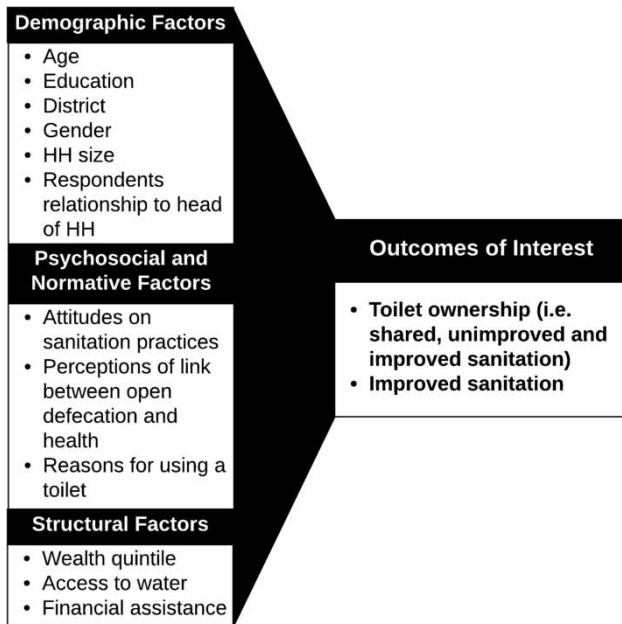 Demographic Factors
• Age
• Education
• District
• Gender
• HH size
• Respondents
relationship to head
of HH
Psychosocial and
Normative Factors
• Attitudes on
sanitation practices
• Perceptions of link
between open
defecation and
health
• Reasons for using a
toilet
Structural Factors
• Wealth quintile
• Access to water
• Financial assistance
Outcomes of Interest
• Toilet ownership (i.e.
shared, unimproved and
improved sanitation)
• Improved sanitation